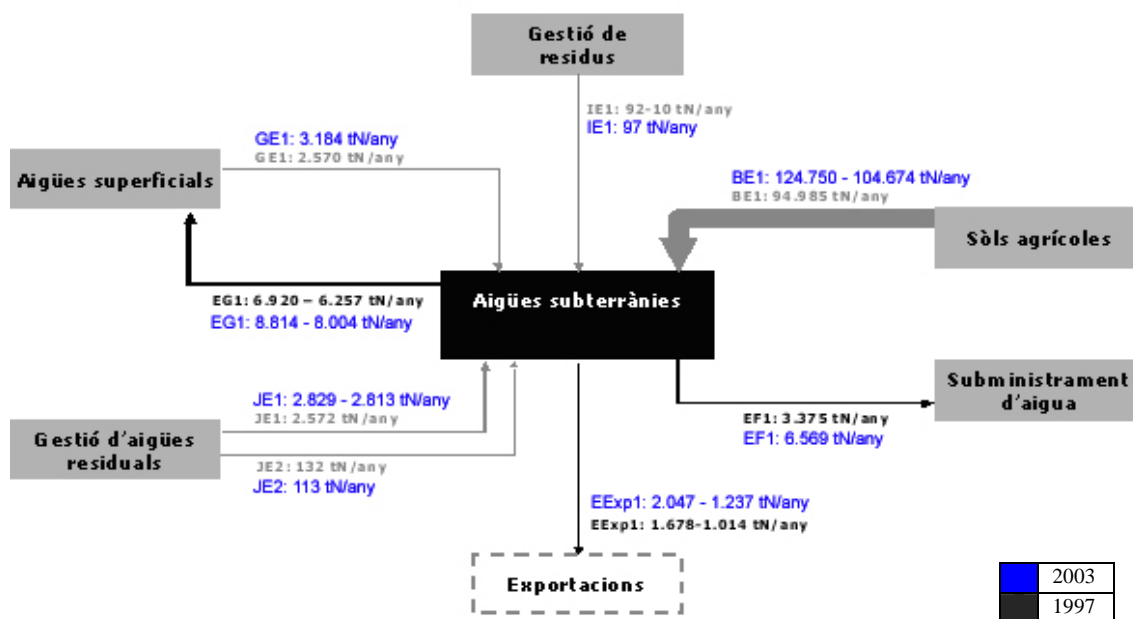 Gestió de
residus
IE1: 92-10 tN/any
IE1: 97 tN/any
GE1: 3.184 tN/any
GE1: 2.570 tN/any
Aigües superficials
BE1: 124.750 - 104.674 tN/any
BE1: 94.985 tN/any
Sòls agrícoles
Aigües subterrànies
EG1: 6.920 – 6.257 tN/any
EG1: 8.814 - 8.004 tN/any
JE1: 2.829 - 2.813 tN/any
JE1: 2.572 tN/any
Gestió d'aigües
residuals
JE2: 132 tN/any
JE2: 113 tN/any
Subministrament
d'aigua
EF1: 3.375 tN/any
EF1: 6.569 tN/any
EExp1: 2.047 - 1.237 tN/any
EExp1: 1.678-1.014 tN/any
Exportacions
2003
1997